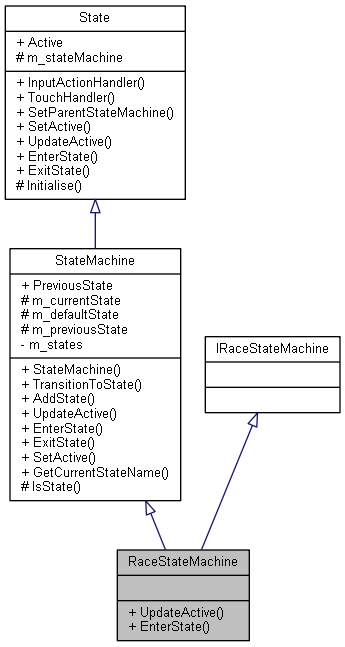 State
+ Active
# m_stateMachine
+ InputActionHandler()
+ TouchHandler()
+ SetParentStateMachine()
+ SetActive()
+ UpdateActive()
+ EnterState()
+ ExitState()
# Initialise()
StateMachine
+ PreviousState
# m_currentState
# m_defaultState
# m_previousState
- m_states
+ StateMachine()
+ TransitionToState()
+ AddState()
+ UpdateActive()
+ EnterState()
+ ExitState()
+ SetActive()
+ GetCurrentStateName()
# IsState()
IRaceStateMachine
RaceStateMachine
+ UpdateActive()
+ EnterState()